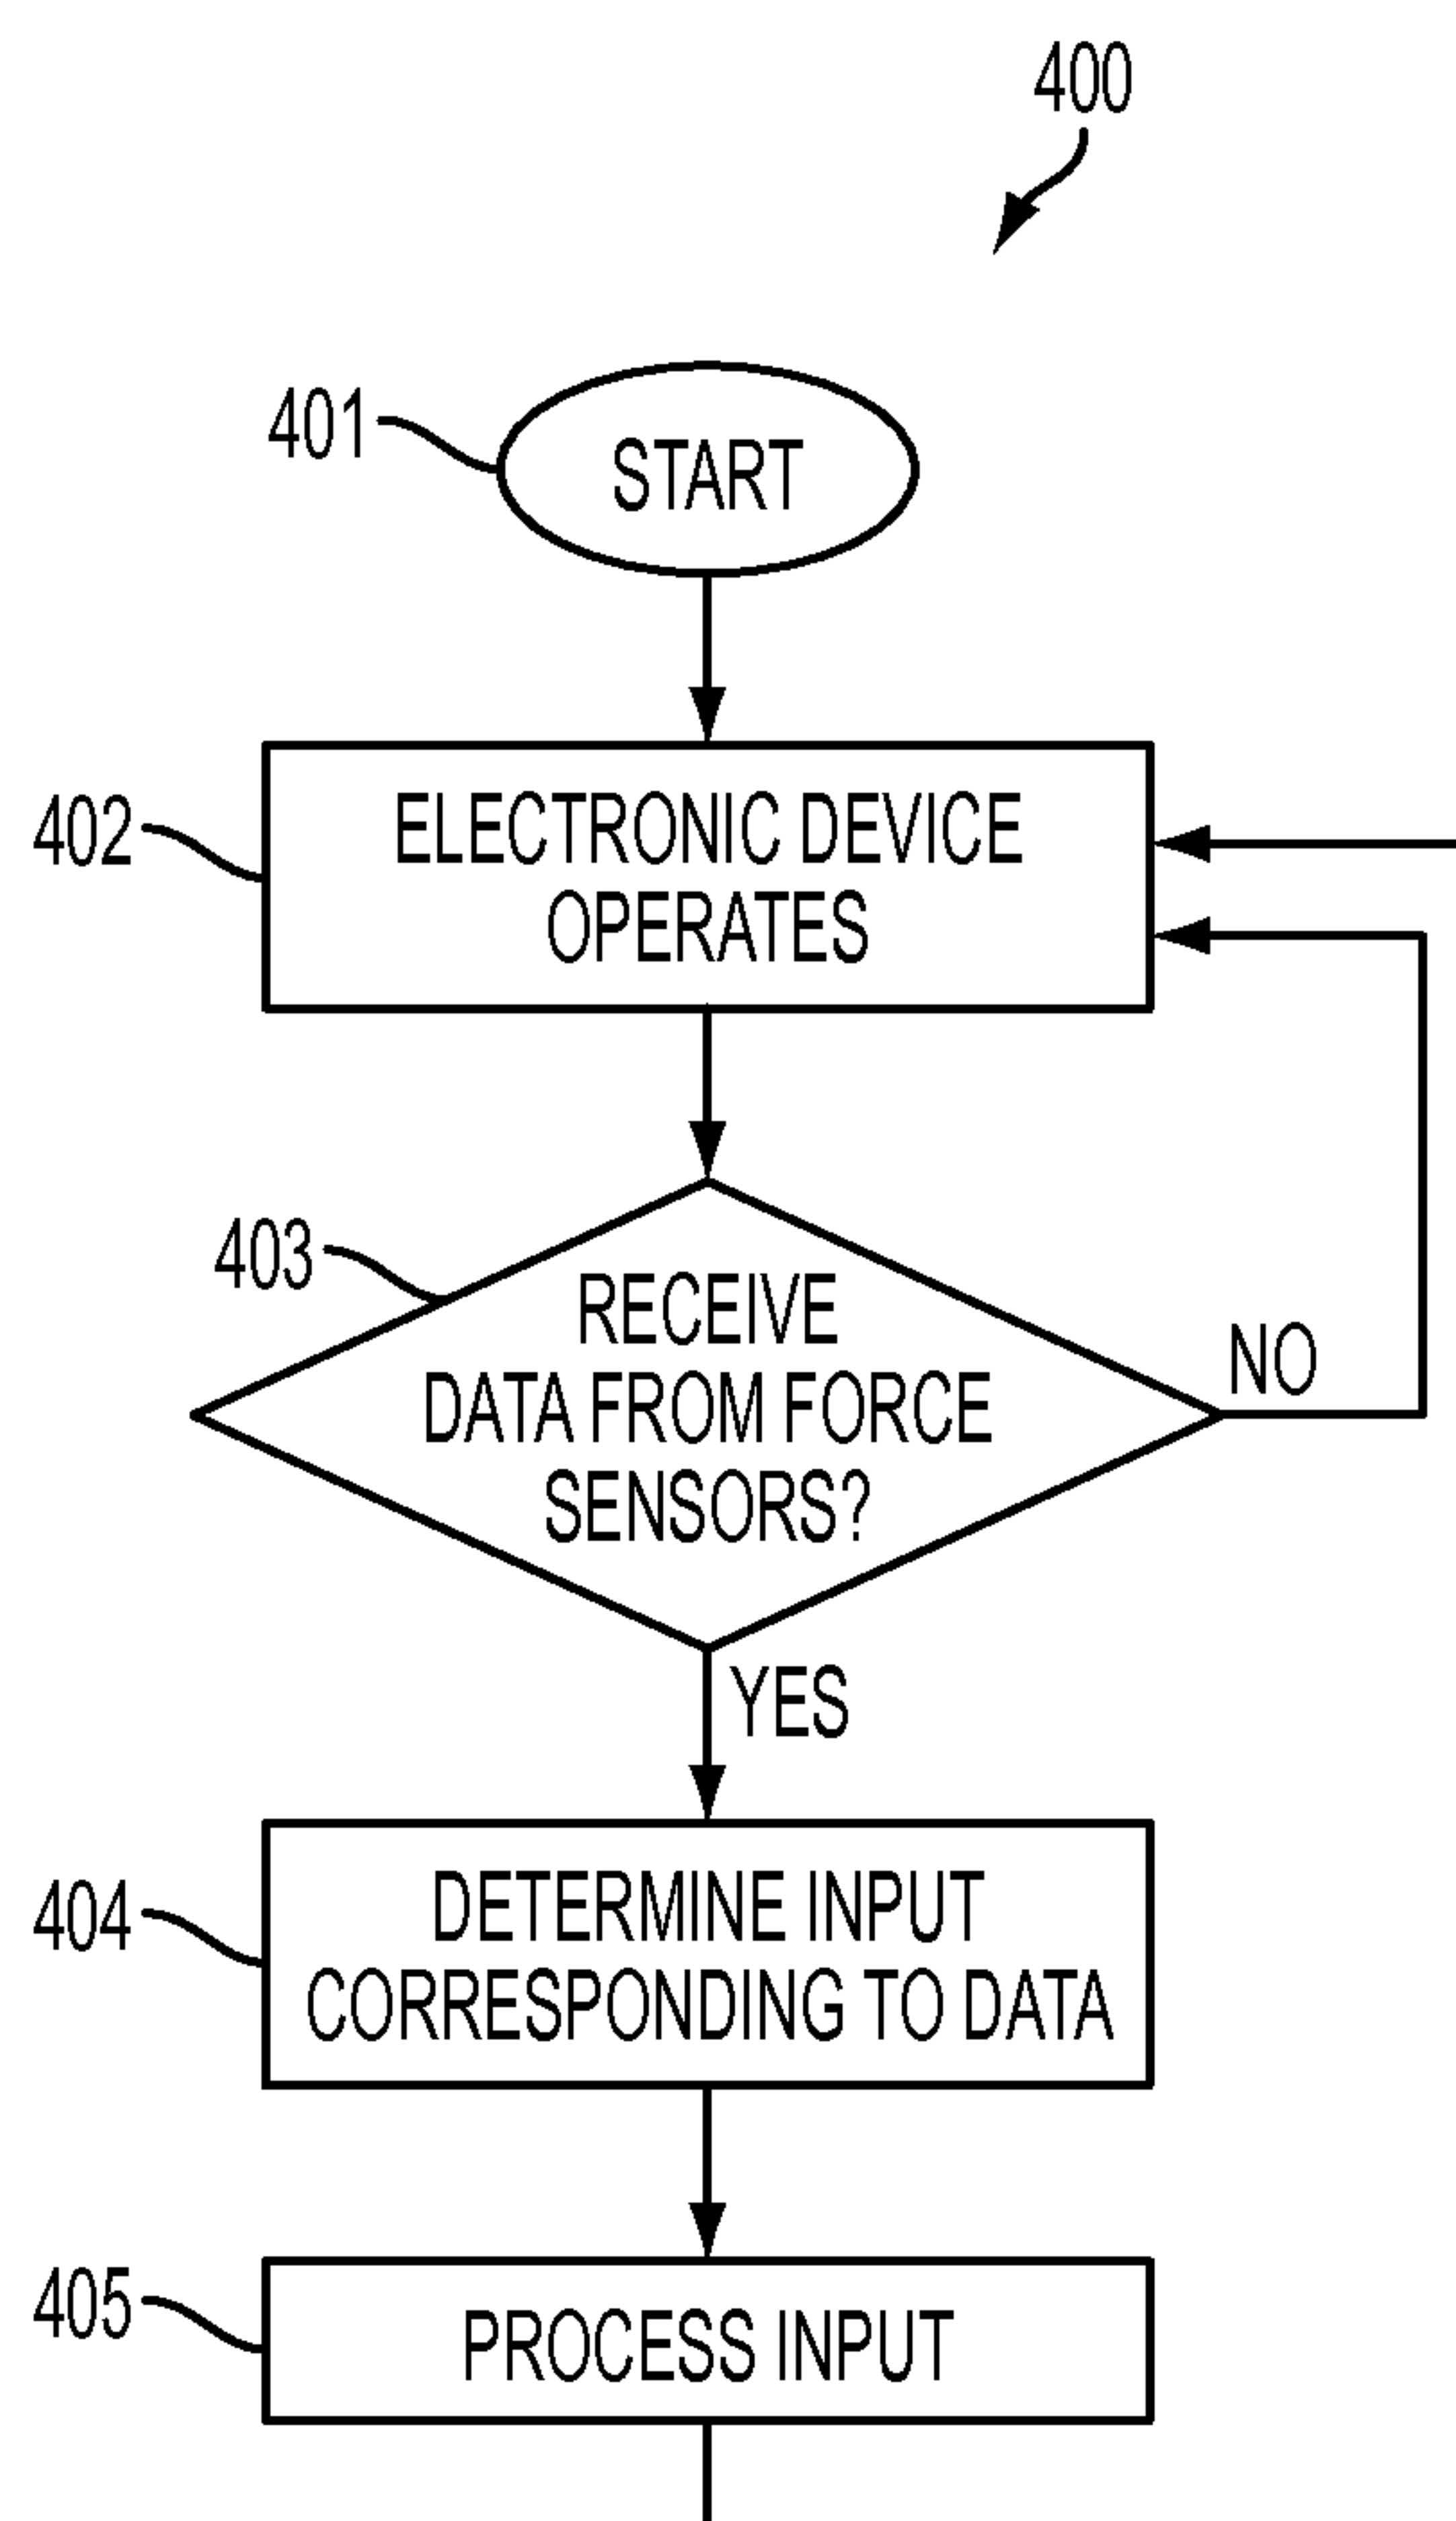 400
401
START
402
ELECTRONIC DEVICE
OPERATES
403
RECEIVE
DATA FROM FORCE
SENSORS?
NO
YES
404
DETERMINE INPUT
CORRESPONDING TO DATA
405
PROCESS INPUT